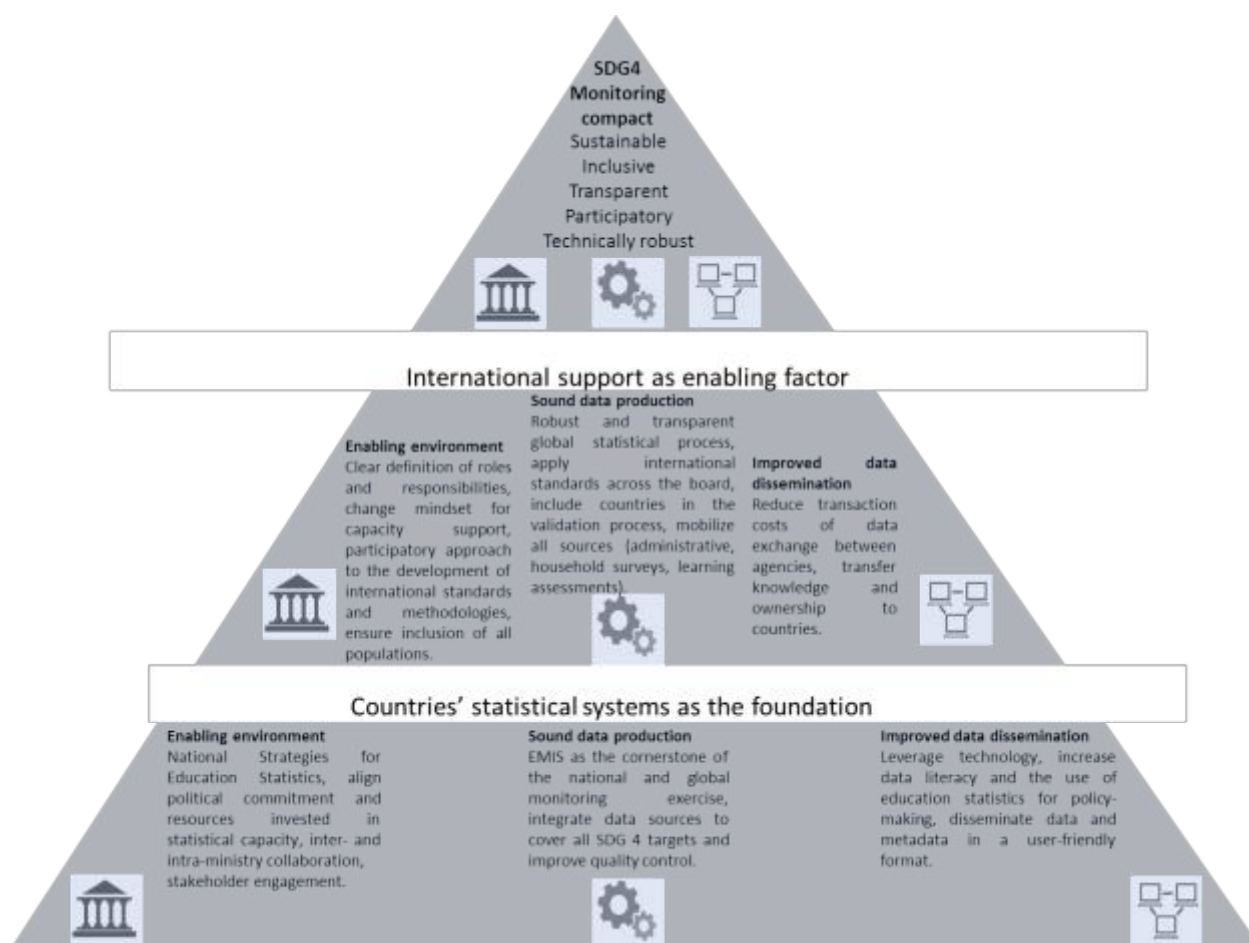 SDG4
Monitoring
compact
Sustainable
Inclusive
Transparent
Participatory
Technically robust
International support as enabling factor
Enabling environment
Clear definition of roles
and responsibilities,
change mindset for
capacity support,
participatory approach
to the development of
international standards
and methodologies,
ensure inclusion of all
populations.
Sound data production
Robust and transparent
global statistical process,
apply international
standards across the board,
include countries in the
validation process, mobilize
all sources (administrative,
household surveys, learning
assessments).
Improved data
dissemination
Reduce transaction
costs of data
exchange between
agencies, transfer
knowledge and
ownership to
countries.
Countries' statistical systems as the foundation
Enabling environment
National Strategies for
Education Statistics, align
political commitment and
resources invested in
statistical capacity, inter- and
intra-ministry collaboration,
stakeholder engagement.
Sound data production
EMIS as the cornerstone of
the national and global
monitoring exercise,
integrate data sources to
cover all SDG 4 targets and
improve quality control.
Improved data dissemination
Leverage technology, increase
data literacy and the use of
education statistics for policy-
making, disseminate data and
metadata in a user-friendly
format.